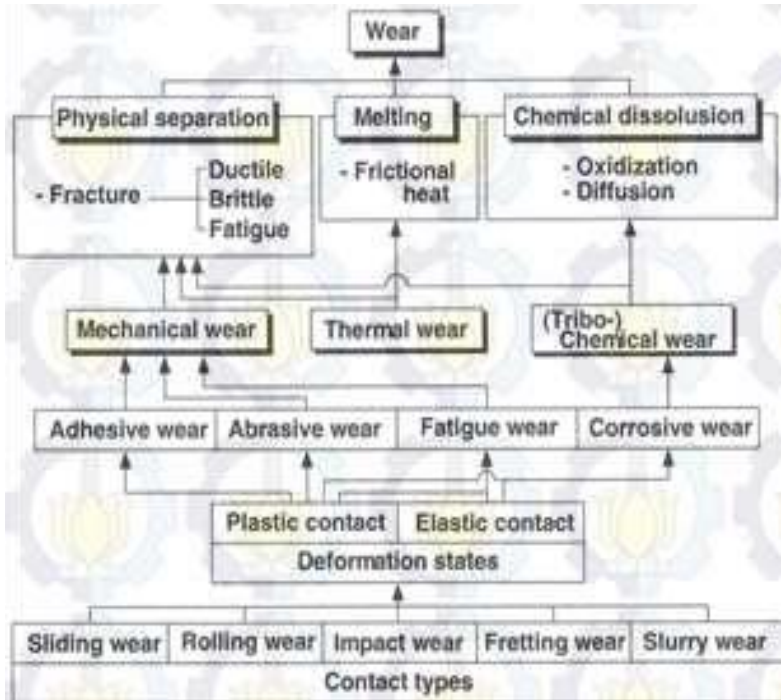 Wear
Physical separation
Melting
Chemical dissolusion
- Fracture
Ductile
Brittle
Fatigue
- Frictional
heat
- Oxidization
- Diffusion
Mechanical wear
Thermal wear
(Tribo-)
Chemical wear
Adhesive wear
Abrasive wear
Fatigue wear
Corrosive wear
Plastic contact
Elastic contact
Deformation states
Sliding wear
Rolling wear
Impact wear
Fretting wear
Slurry wear
Contact types